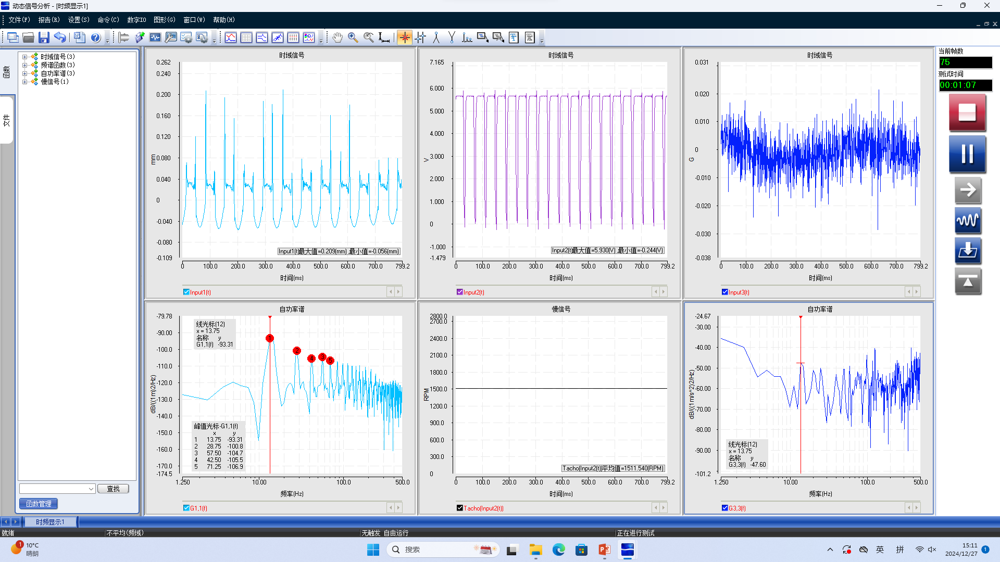 动态信号分析 - [时频显示1]
文件(F) 报告(R) 设置(S) 命令(C) 数字IO 图形(G) 窗口(W) 帮助(H)
函数
文件
时域信号(3)
频谱函数(3)
自功率谱(3)
慢信号(1)
查找
函数管理
时域信号
0.262
0.240
0.200
0.160
0.120
0.080
0.040
0
-0.040
-0.080
-0.109
mm
Input1(t)最大值=0.209(mm) ,最小值=-0.056(mm)
0 100.0 200.0 300.0 400.0 500.0 600.0 700.0 799.2
时间(ms)
Input1(t)
时域信号
7.165
6.000
5.000
4.000
3.000
2.000
1.000
0
-1.000
-1.479
V
Input2(t)最大值=5.930(V) ,最小值=-0.244(V)
0 100.0 200.0 300.0 400.0 500.0 600.0 700.0 799.2
时间(ms)
Input2(t)
时域信号
0.031
0.020
0.010
0
-0.010
-0.020
-0.030
-0.038
G
0 100.0 200.0 300.0 400.0 500.0 600.0 700.0 799.2
时间(ms)
Input3(t)
自功率谱
-79.78
-90.00
-100.0
-110.0
-120.0
-130.0
-140.0
-150.0
-160.0
-170.0
-174.5
dB/((1m)2/Hz)
线光标(12)
x = 13.75
名称 y
G1,1(f) -93.31
1
2
4
3
5
峰值光标-G1,1(f)
x y
1 13.75 -93.31
2 28.75 -100.8
3 57.50 -104.7
4 42.50 -105.5
5 71.25 -106.9
1.250 10.00 100.0 500.0
频率(Hz)
G1,1(f)
慢信号
2800.0
2700.0
2400.0
2100.0
1800.0
1500.0
1200.0
900.0
600.0
300.0
0
RPM
Tacho(Input2(t))平均值=1511.540(RPM)
0 100.0 200.0 300.0 400.0 500.0 600.0 700.0 799.2
时间(ms)
Tacho(Input2(t))
自功率谱
-24.67
-30.00
-40.00
-50.00
-60.00
-70.00
-80.00
-90.00
-101.2
dB/((1m/s^2)2/Hz)
线光标(12)
x = 13.75
名称 y
G3,3(f) -47.60
1.250 10.00 100.0 500.0
频率(Hz)
G3,3(f)
当前帧数
75
测试时间
00:01:07
时频显示1
就绪 不平均(频域) 无触发 自由运行 正在进行测试
1
10°C
晴朗
搜索
英
拼
15:11
2024/12/27
1